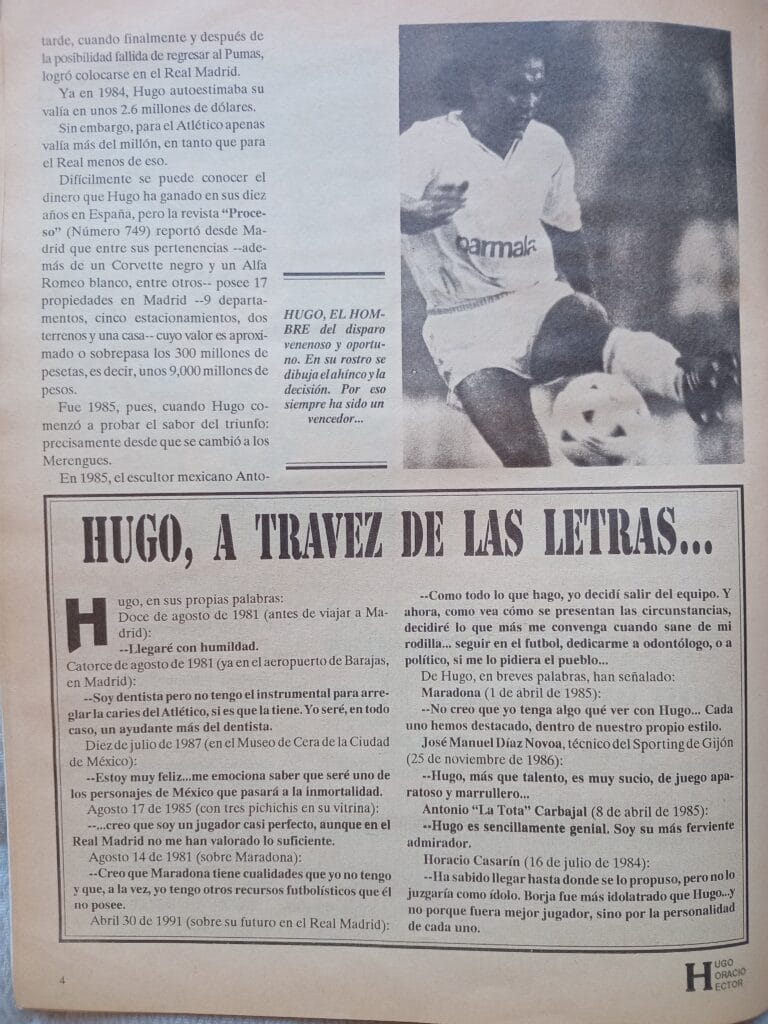 tarde, cuando finalmente y después de
la posibilidad fallida de regresar al Pumas,
logró colocarse en el Real Madrid.
Ya en 1984, Hugo autoestimaba su
valía en unos 2.6 millones de dólares.
Sin embargo, para el Atlético apenas
valía más del millón, en tanto que para
el Real menos de eso.
Difícilmente se puede conocer el
dinero que Hugo ha ganado en sus diez
años en España, pero la revista “Proce-
so” (Número 749) reportó desde Ma-
drid que entre sus pertenencias --ade-
más de un Corvette negro y un Alfa
Romeo blanco, entre otros-- posee 17
propiedades en Madrid --9 departa-
mentos, cinco estacionamientos, dos
terrenos y una casa-- cuyo valor es aproxi-
mado o sobrepasa los 300 millones de
pesetas, es decir, unos 9,000 millones de
pesos.
Fue 1985, pues, cuando Hugo co-
menzó a probar el sabor del triunfo:
precisamente desde que se cambió a los
Merengues.
En 1985, el escultor mexicano Anto-
HUGO, EL HOM-
BRE del disparo
venenoso y oportu-
no. En su rostro se
dibuja el ahínco y la
decisión. Por eso
siempre ha sido un
vencedor...
parmala
HUGO, A TRAVEZ DE LAS LETRAS...
Hugo, en sus propias palabras:
Doce de agosto de 1981 (antes de viajar a Ma-
drid):
--Llegaré con humildad.
Catorce de agosto de 1981 (ya en el aeropuerto de Barajas,
en Madrid):
--Soy dentista pero no tengo el instrumental para arre-
glar la caries del Atlético, si es que la tiene. Yo seré, en todo
caso, un ayudante más del dentista.
Diez de julio de 1987 (en el Museo de Cera de la Ciudad
de México):
--Estoy muy feliz...me emociona saber que seré uno de
los personajes de México que pasará a la inmortalidad.
Agosto 17 de 1985 (con tres pichichis en su vitrina):
--...creo que soy un jugador casi perfecto, aunque en el
Real Madrid no me han valorado lo suficiente.
Agosto 14 de 1981 (sobre Maradona):
--Creo que Maradona tiene cualidades que yo no tengo
y que, a la vez, yo tengo otros recursos futbolísticos que él
no posee.
Abril 30 de 1991 (sobre su futuro en el Real Madrid):
--Como todo lo que hago, yo decidí salir del equipo. Y
ahora, como vea cómo se presentan las circunstancias,
decidiré lo que más me convenga cuando sane de mi
rodilla... seguir en el futbol, dedicarme a odontólogo, o a
político, si me lo pidiera el pueblo...
De Hugo, en breves palabras, han señalado:
Maradona (1 de abril de 1985):
--No creo que yo tenga algo qué ver con Hugo... Cada
uno hemos destacado, dentro de nuestro propio estilo.
José Manuel Díaz Novoa, técnico del Sporting de Gijón
(25 de noviembre de 1986):
--Hugo, más que talento, es muy sucio, de juego apa-
ratoso y marrullero...
Antonio “La Tota” Carbajal (8 de abril de 1985):
--Hugo es sencillamente genial. Soy su más ferviente
admirador.
Horacio Casarín (16 de julio de 1984):
--Ha sabido llegar hasta donde se lo propuso, pero no lo
juzgaría como ídolo. Borja fue más idolatrado que Hugo...y
no porque fuera mejor jugador, sino por la personalidad
de cada uno.
4
HUGO
HORACIO
HECTOR